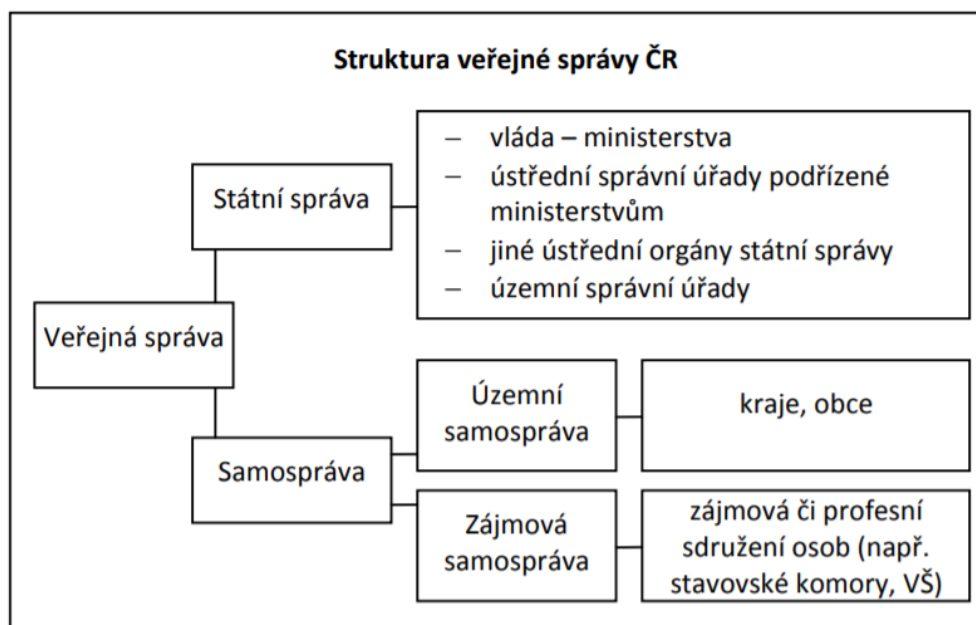 Struktura veřejné správy ČR
Státní správa
– vláda – ministerstva
– ústřední správní úřady podřízené
ministerstvům
– jiné ústřední orgány státní správy
– územní správní úřady
Veřejná správa
Samospráva
Územní
samospráva
kraje, obce
Zájmová
samospráva
zájmová či profesní
sdružení osob (např.
stavovské komory, VŠ)